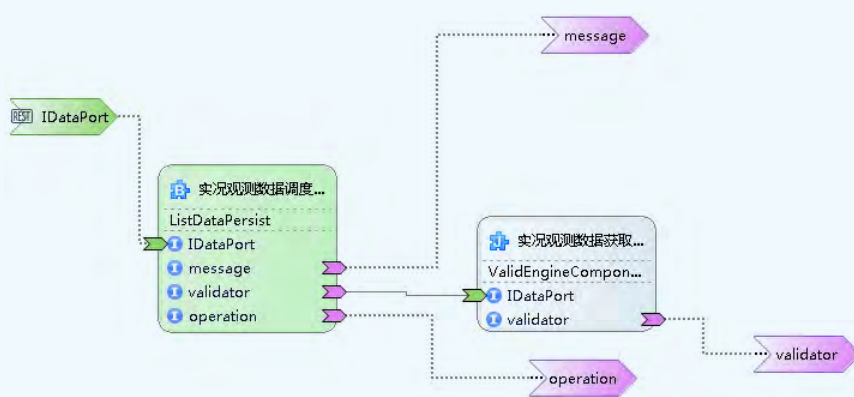 message
REST IDataPort
实况观测数据调度...
ListDataPersist
IDataPort
message
validator
operation
实况观测数据获取...
ValidEngineCompon...
IDataPort
validator
validator
operation